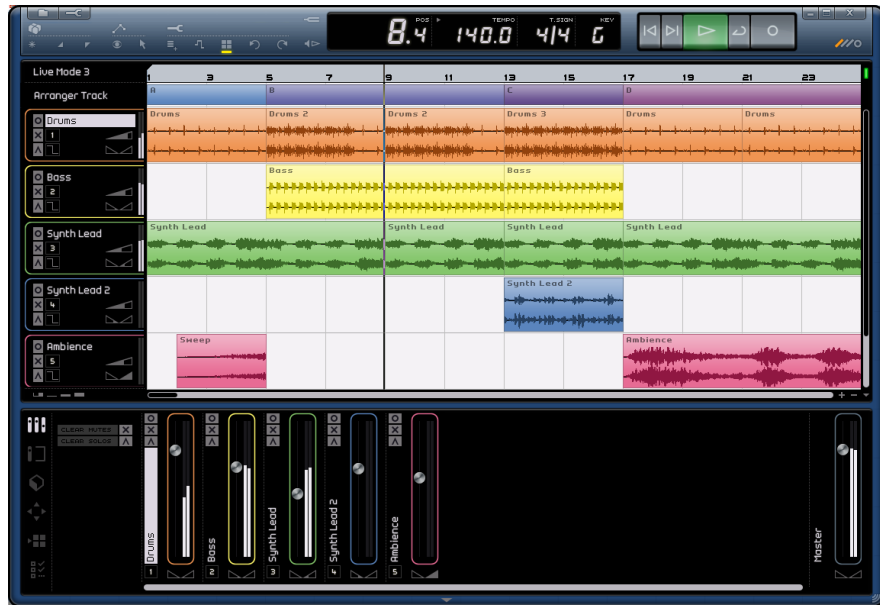 POS TEMPO T.SIGN KEY
8.4 140.0 4|4 G
Live Mode 3
1 3 5 7 9 11 13 15 17 19 21 23
Arranger Track
A B C D
Drums
1
Drums Drums 2 Drums 2 Drums 3 Drums Drums
Bass
2
Bass Bass
Synth Lead
3
Synth Lead Synth Lead Synth Lead Synth Lead
Synth Lead 2
4
Synth Lead 2
Ambience
5
Sweep Ambience
CLEAR MUTES X
CLEAR SOLOS
Drums
1
Bass
2
Synth Lead
3
Synth Lead 2
4
Ambience
5
Master